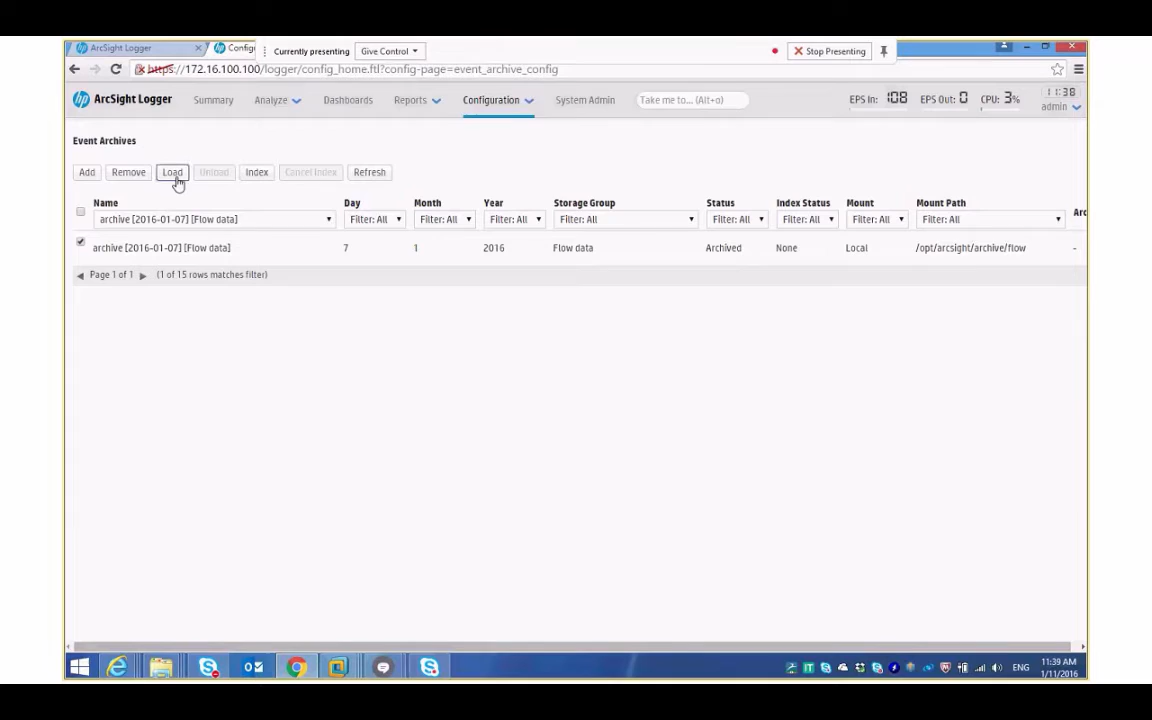 ArcSight Logger
Config
Currently presenting
Give Control
Stop Presenting
https://172.16.100.100/logger/config_home.ftl?config-page=event_archive_config
hp ArcSight Logger
Summary
Analyze
Dashboards
Reports
Configuration
System Admin
Take me to... (Alt+o)
EPS In: 108
EPS Out: 0
CPU: 3%
11:38
admin
Event Archives
Add
Remove
Load
Unload
Index
Cancel Index
Refresh
Name Day Month Year Storage Group Status Index Status Mount Mount Path Arc
archive [2016-01-07] [Flow data] Filter: All Filter: All Filter: All Filter: All Filter: All Filter: All Filter: All Filter: All
archive [2016-01-07] [Flow data] 7 1 2016 Flow data Archived None Local /opt/arcsight/archive/flow -
Page 1 of 1 (1 of 15 rows matches filter)
ENG
11:39 AM
1/11/2016